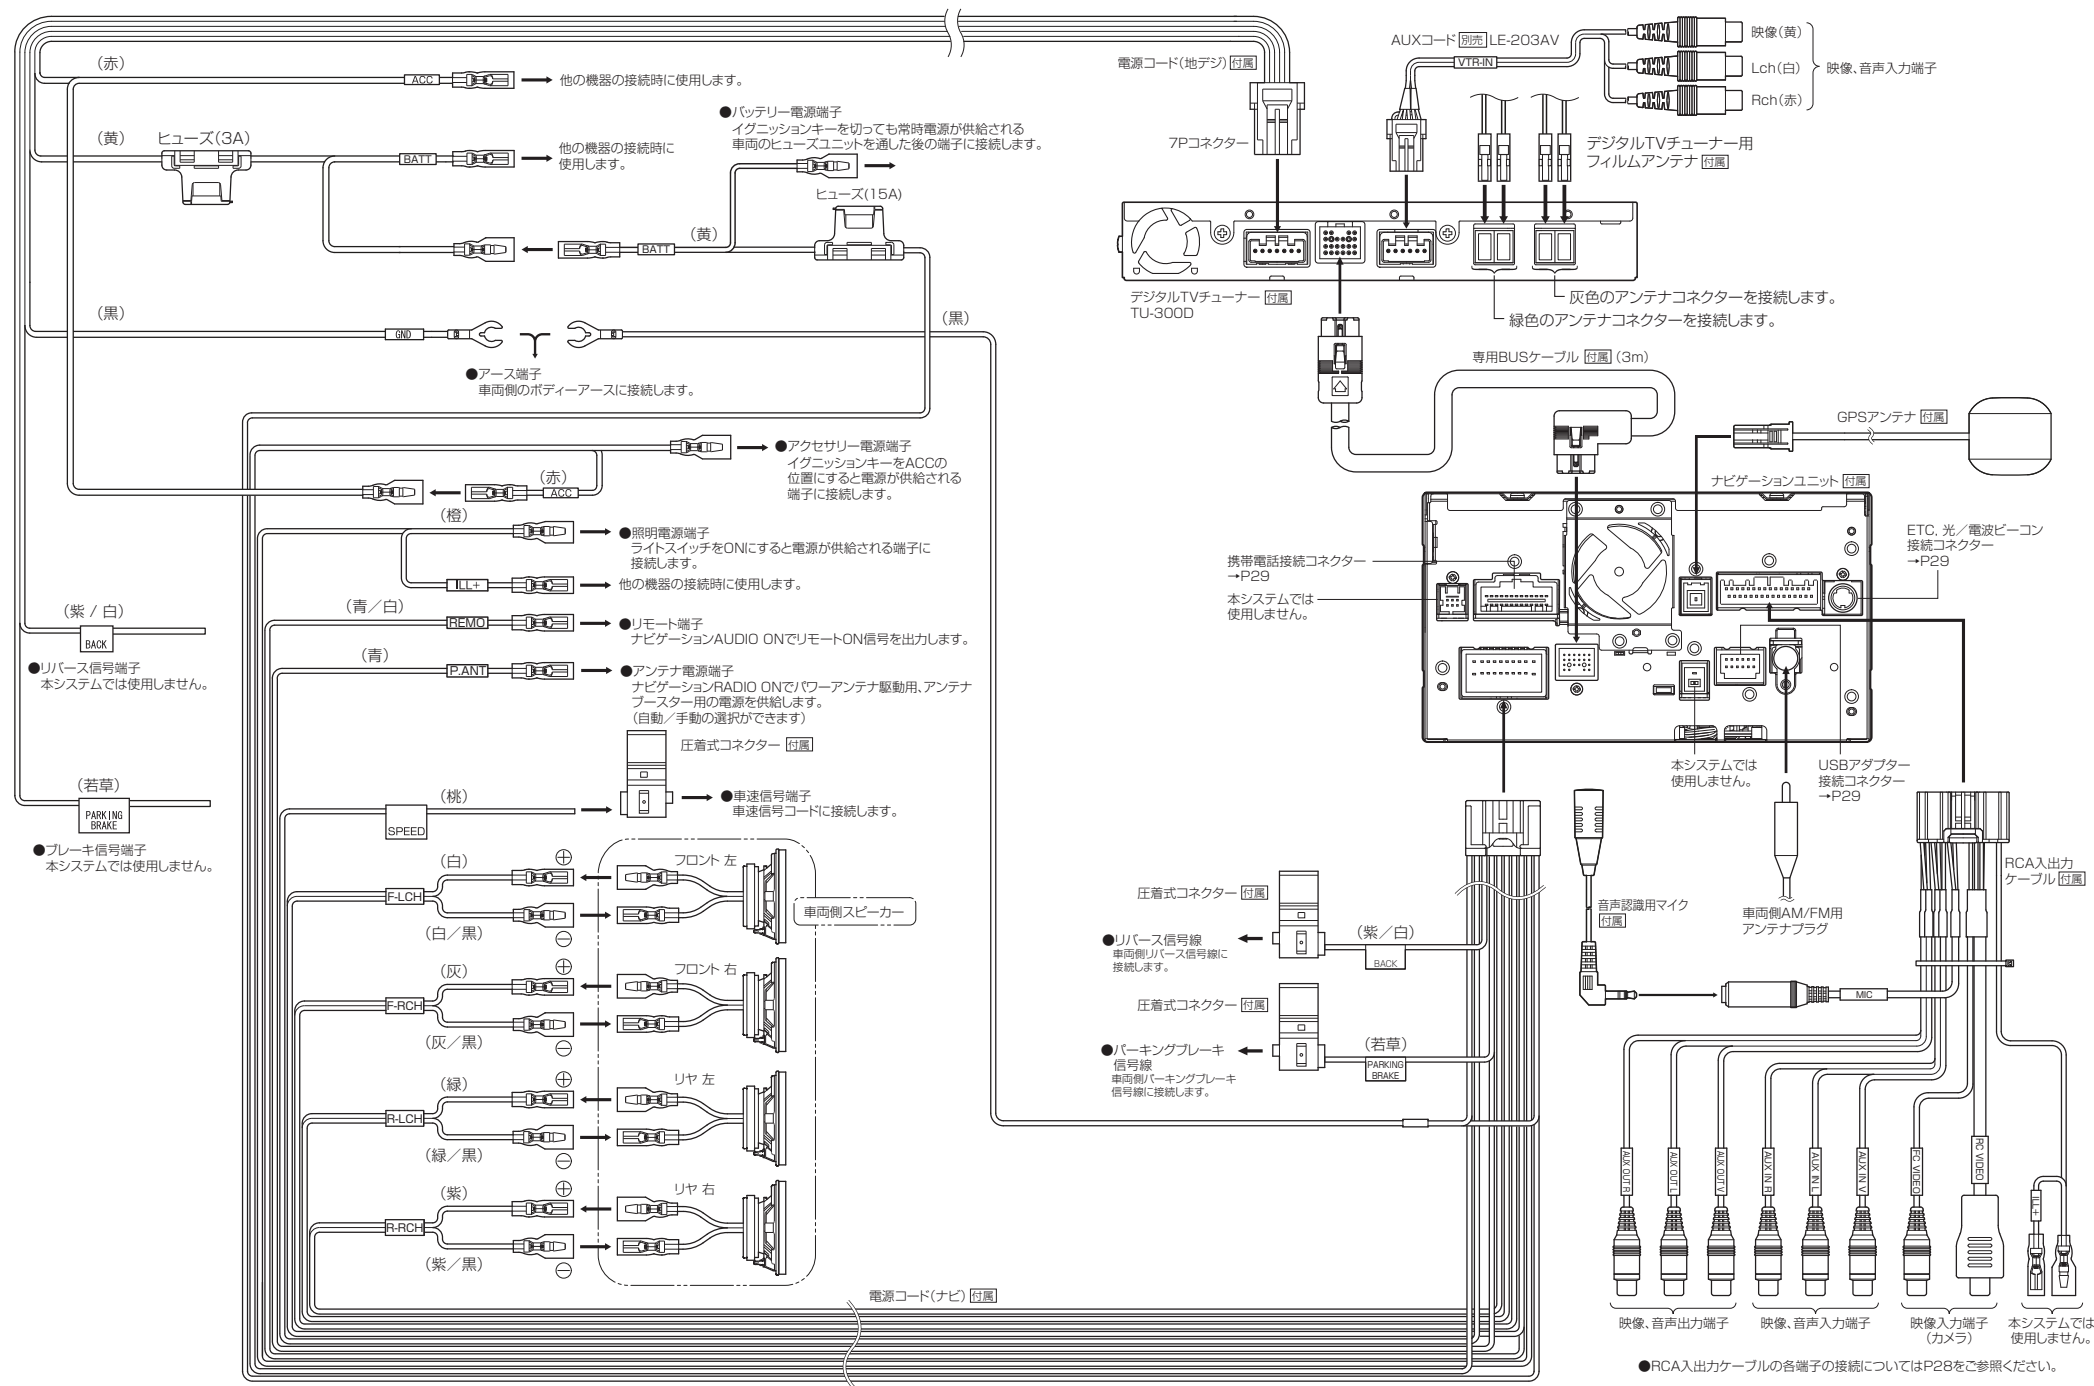 (赤)
ACC
他の機器の接続時に使用します。
(黄)
ヒューズ(3A)
BATT
他の機器の接続時に
使用します。
●バッテリー電源端子
イグニッションキーを切っても常時電源が供給される
車両のヒューズユニットを通した後の端子に接続します。
ヒューズ(15A)
(黄)
BATT
(黒)
GND
(黒)
●アース端子
車両側のボディーアースに接続します。
●アクセサリー電源端子
イグニッションキーをACCの
位置にすると電源が供給される
端子に接続します。
(赤)
ACC
(橙)
●照明電源端子
ライトスイッチをONにすると電源が供給される端子に
接続します。
ILL+
他の機器の接続時に使用します。
(紫 / 白)
BACK
●リバース信号端子
本システムでは使用しません。
(青／白)
REMO
●リモート端子
ナビゲーションAUDIO ONでリモートON信号を出力します。
(青)
P.ANT
●アンテナ電源端子
ナビゲーションRADIO ONでパワーアンテナ駆動用、アンテナ
ブースター用の電源を供給します。
(自動／手動の選択ができます)
圧着式コネクター 付属
(若草)
PARKING
BRAKE
●ブレーキ信号端子
本システムでは使用しません。
(桃)
SPEED
●車速信号端子
車速信号コードに接続します。
(白)
⊕
フロント 左
F-LCH
車両側スピーカー
(白／黒)
⊖
(灰)
⊕
フロント 右
F-RCH
(灰／黒)
⊖
(緑)
⊕
リヤ 左
R-LCH
(緑／黒)
⊖
(紫)
⊕
リヤ 右
R-RCH
(紫／黒)
⊖
電源コード(ナビ) 付属
電源コード(地デジ) 付属
7Pコネクター
AUXコード 別売 LE-203AV
VTR-IN
映像(黄)
Lch(白)
Rch(赤)
映像、音声入力端子
デジタルTVチューナー用
フィルムアンテナ 付属
デジタルTVチューナー 付属
TU-300D
灰色のアンテナコネクターを接続します。
緑色のアンテナコネクターを接続します。
専用BUSケーブル 付属 (3m)
GPSアンテナ 付属
ナビゲーションユニット 付属
携帯電話接続コネクター
→P29
本システムでは
使用しません。
ETC, 光／電波ビーコン
接続コネクター
→P29
本システムでは
使用しません。
USBアダプター
接続コネクター
→P29
車両側AM/FM用
アンテナプラグ
RCA入出力
ケーブル 付属
音声認識用マイク
付属
MIC
圧着式コネクター 付属
(紫／白)
BACK
●リバース信号線
車両側リバース信号線に
接続します。
圧着式コネクター 付属
(若草)
PARKING
BRAKE
●パーキングブレーキ
信号線
車両側パーキングブレーキ
信号線に接続します。
AUX OUT R
AUX OUT L
AUX OUT V
AUX IN R
AUX IN L
AUX IN V
FC VIDEO
RC VIDEO
ILL+
映像、音声出力端子
映像、音声入力端子
映像入力端子
(カメラ)
本システムでは
使用しません。
●RCA入出力ケーブルの各端子の接続についてはP28をご参照ください。